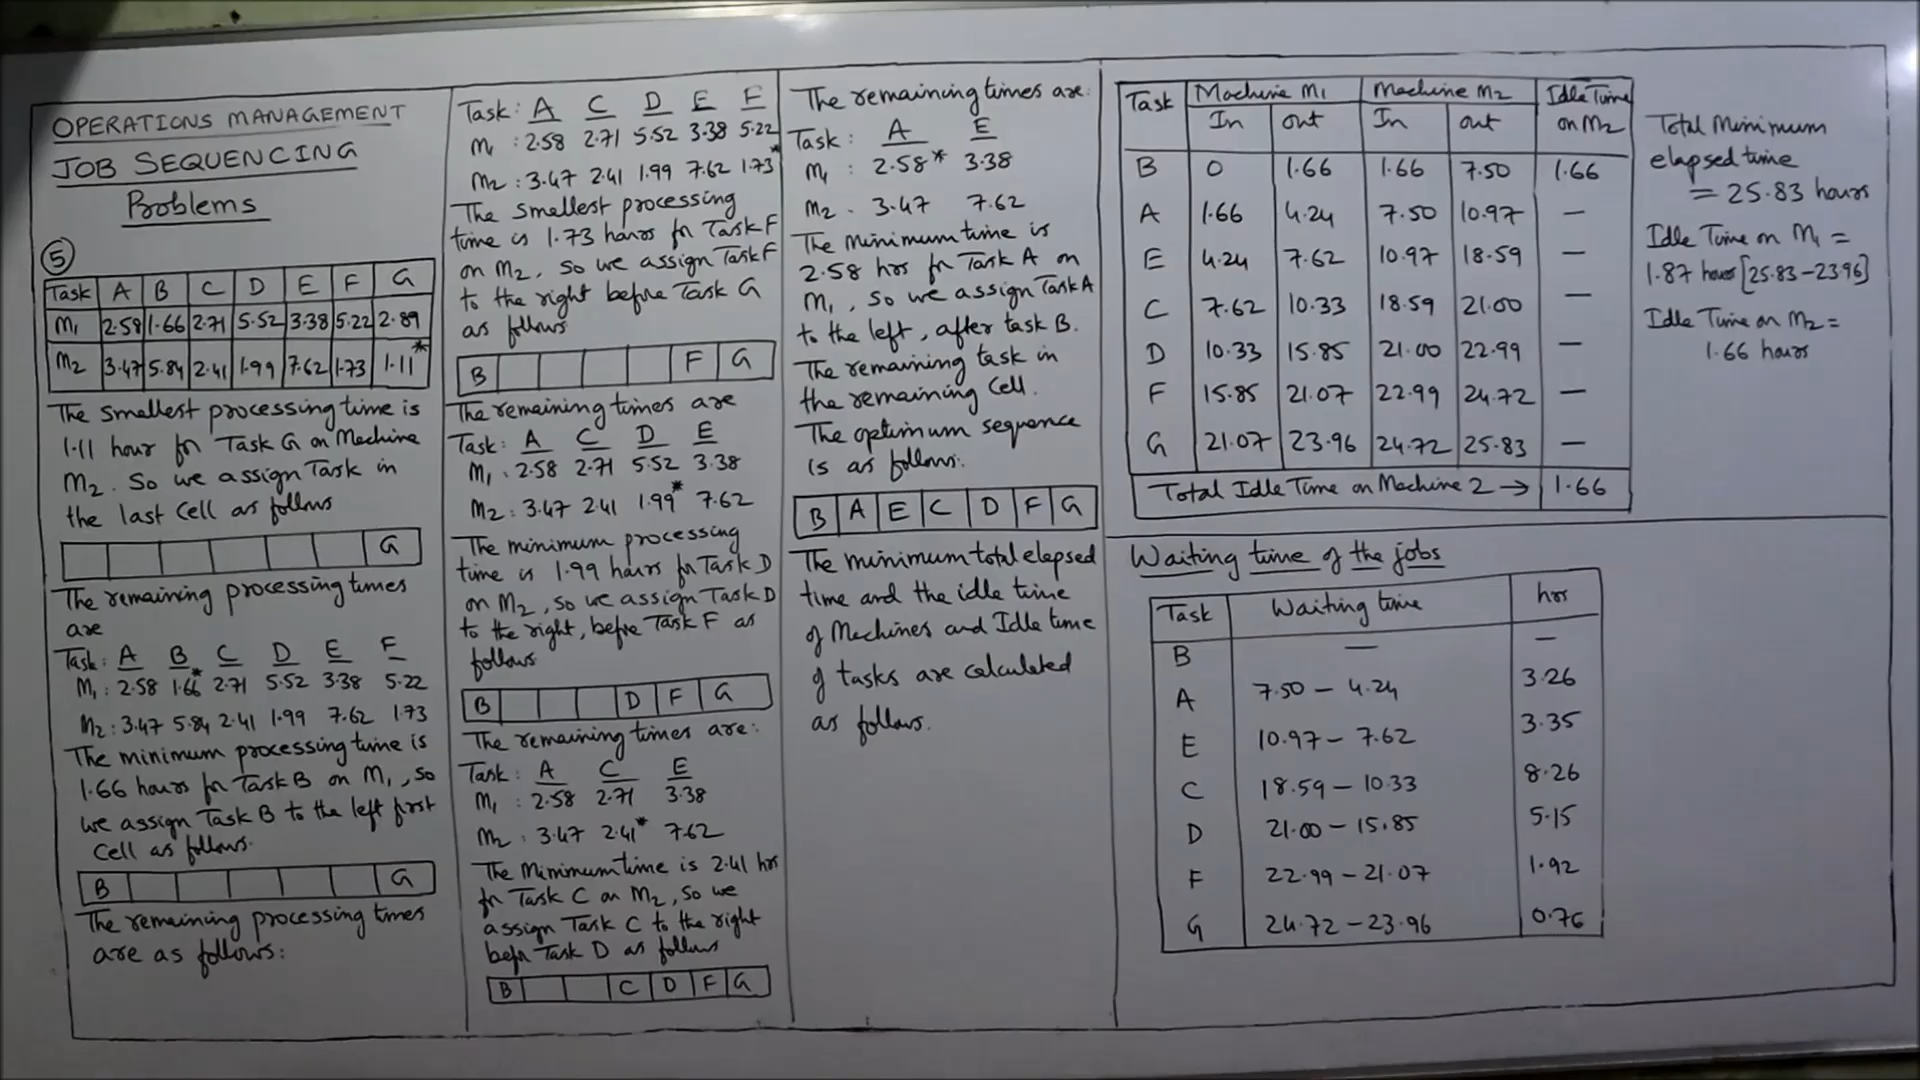 OPERATIONS MANAGEMENT
JOB SEQUENCING
Problems
5
Task A B C D E F G
M1 2.58 1.66 2.71 5.52 3.38 5.22 2.89
M2 3.47 5.84 2.41 1.99 7.62 1.73 1.11*
The smallest processing time is
1.11 hour for Task G on Machine
M2. So we assign Task in
the last Cell as follows
G
The remaining processing times
are
Task: A B C D E F
M1: 2.58 1.66* 2.71 5.52 3.38 5.22
M2: 3.47 5.84 2.41 1.99 7.62 1.73
The minimum processing time is
1.66 hours for Task B on M1, so
we assign Task B to the left first
Cell as follows.
B G
The remaining processing times
are as follows:
Task: A C D E F
M1: 2.58 2.71 5.52 3.38 5.22
M2: 3.47 2.41 1.99 7.62 1.73*
The smallest processing
time is 1.73 hours for Task F
on M2, So we assign Task F
to the right before Task G
as follows
B F G
The remaining times are
Task: A C D E
M1: 2.58 2.71 5.52 3.38
M2: 3.47 2.41 1.99* 7.62
The minimum processing
time is 1.99 hours for Task D
on M2, so we assign Task D
to the right, before Task F as
follows
B D F G
The remaining times are:
Task: A C E
M1: 2.58 2.71 3.38
M2: 3.47 2.41* 7.62
The Minimum time is 2.41 hrs
for Task C on M2, So we
assign Task C to the right
before Task D as follows
B C D F G
The remaining times are:
Task: A E
M1: 2.58* 3.38
M2- 3.47 7.62
The minimum time is
2.58 hrs for Task A on
M1, So we assign Task A
to the left, after task B.
The remaining task in
the remaining Cell.
The optimum sequence
is as follows:
B A E C D F G
The minimum total elapsed
time and the idle time
of Machines and Idle time
of tasks are calculated
as follows.
Task Machine M1 Machine M2 Idle Time
In out In out on M2
B 0 1.66 1.66 7.50 1.66
A 1.66 4.24 7.50 10.97 —
E 4.24 7.62 10.97 18.59 —
C 7.62 10.33 18.59 21.00 —
D 10.33 15.85 21.00 22.99 —
F 15.85 21.07 22.99 24.72 —
G 21.07 23.96 24.72 25.83 —
Total Idle Time on Machine 2 → 1.66
Total Minimum
elapsed time
= 25.83 hours
Idle Time on M1 =
1.87 hours [25.83-23.96]
Idle Time on M2 =
1.66 hours
Waiting time of the jobs
Task Waiting time hrs
B — —
A 7.50 - 4.24 3.26
E 10.97 - 7.62 3.35
C 18.59 - 10.33 8.26
D 21.00 - 15.85 5.15
F 22.99 - 21.07 1.92
G 24.72 - 23.96 0.76